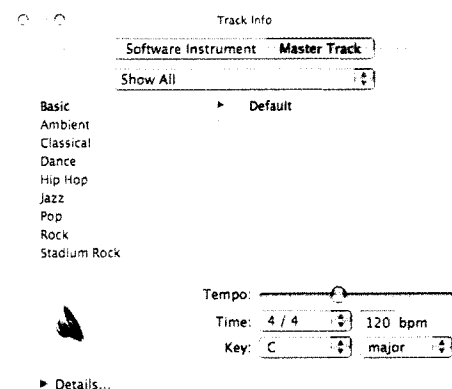 Track Info
Software Instrument Master Track
Show All
Basic Default
Ambient
Classical
Dance
Hip Hop
Jazz
Pop
Rock
Stadium Rock
Tempo:
Time: 4 / 4 120 bpm
Key: C major
Details...